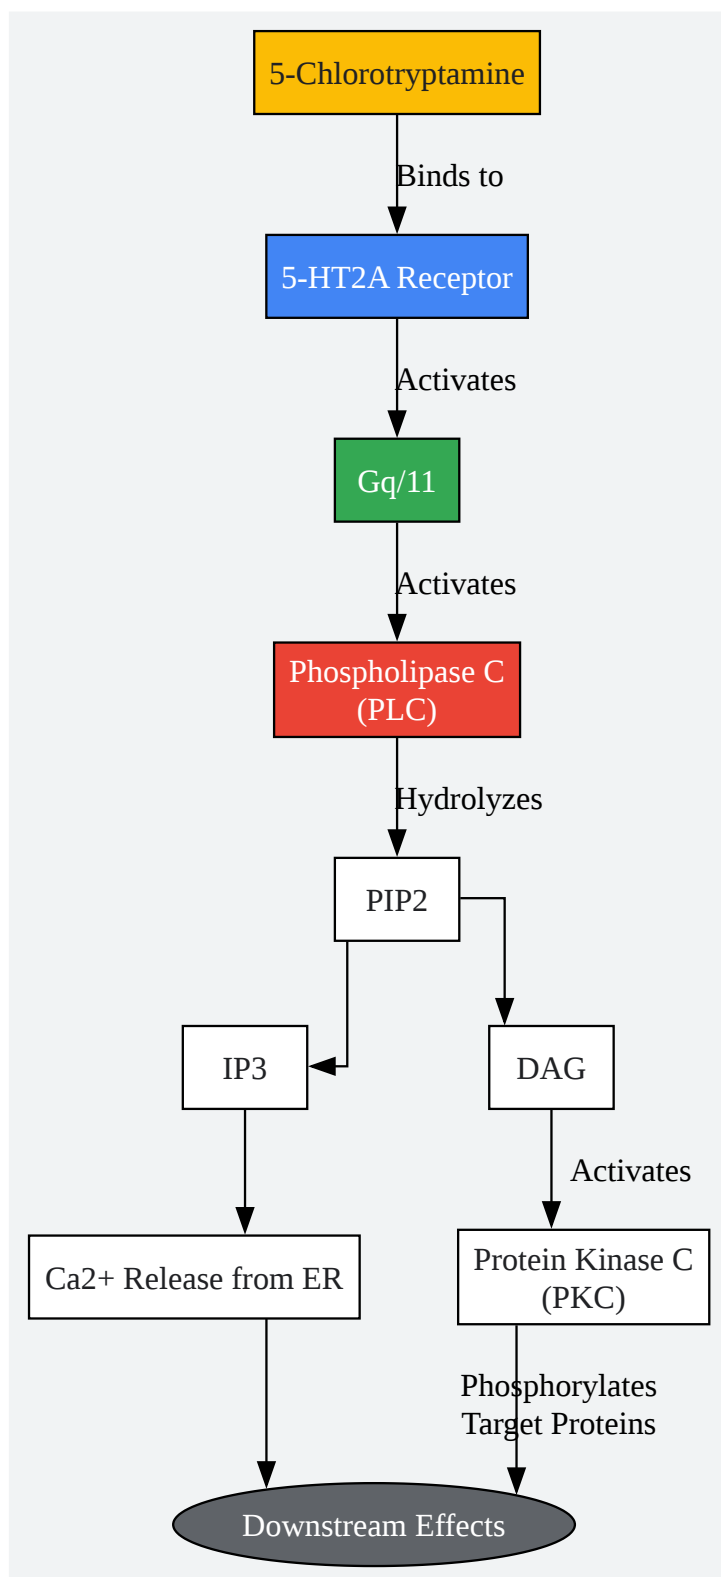 5-Chlorotryptamine
Binds to
5-HT2A Receptor
Activates
Gq/11
Activates
Phospholipase C
(PLC)
Hydrolyzes
PIP2
IP3
DAG
Activates
Ca2+ Release from ER
Protein Kinase C
(PKC)
Phosphorylates
Target Proteins
Downstream Effects